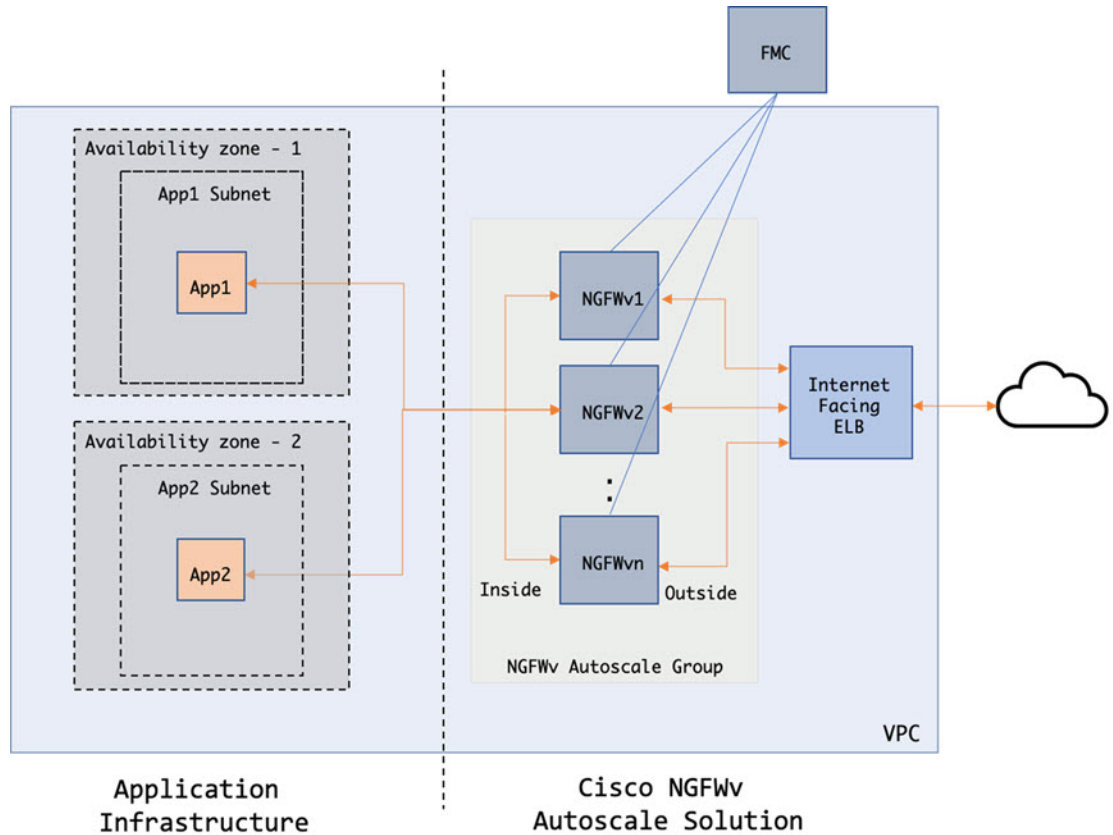 FMC
Availability zone - 1
App1 Subnet
App1
Availability zone - 2
App2 Subnet
App2
NGFWv1
NGFWv2
:
NGFWvn
Inside
Outside
NGFWv Autoscale Group
Internet
Facing
ELB
VPC
Application
Infrastructure
Cisco NGFWv
Autoscale Solution